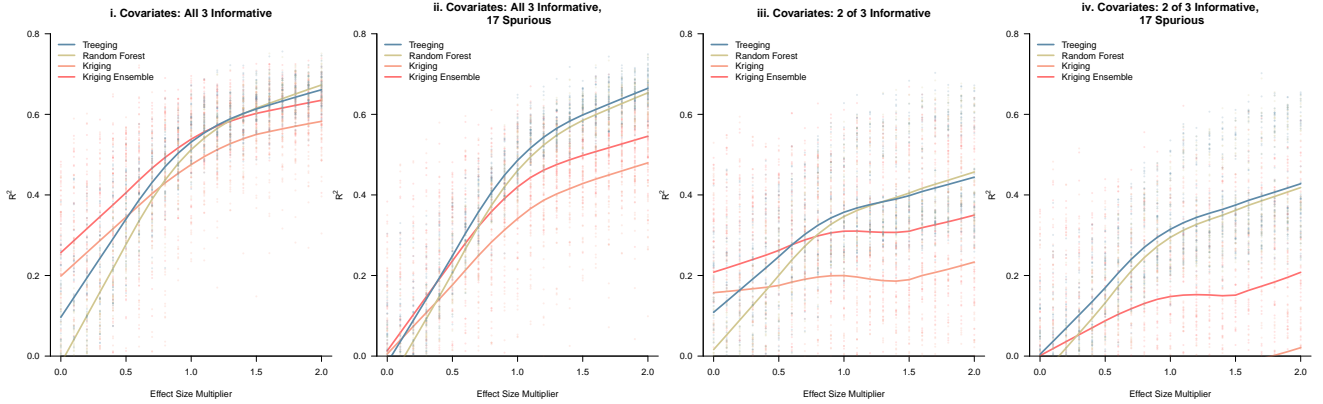 i. Covariates: All 3 Informative
Treeging
Random Forest
Kriging
Kriging Ensemble
R²
0.8
0.6
0.4
0.2
0.0
0.0 0.5 1.0 1.5 2.0
Effect Size Multiplier
ii. Covariates: All 3 Informative,
17 Spurious
Treeging
Random Forest
Kriging
Kriging Ensemble
R²
0.8
0.6
0.4
0.2
0.0
0.0 0.5 1.0 1.5 2.0
Effect Size Multiplier
iii. Covariates: 2 of 3 Informative
Treeging
Random Forest
Kriging
Kriging Ensemble
R²
0.8
0.6
0.4
0.2
0.0
0.0 0.5 1.0 1.5 2.0
Effect Size Multiplier
iv. Covariates: 2 of 3 Informative,
17 Spurious
Treeging
Random Forest
Kriging
Kriging Ensemble
R²
0.8
0.6
0.4
0.2
0.0
0.0 0.5 1.0 1.5 2.0
Effect Size Multiplier